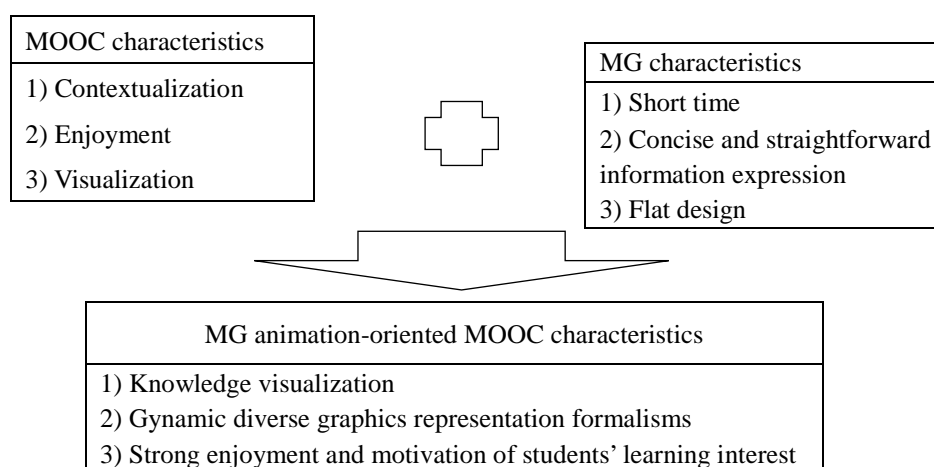 MOOC characteristics
1) Contextualization
2) Enjoyment
3) Visualization
MG characteristics
1) Short time
2) Concise and straightforward
information expression
3) Flat design
MG animation-oriented MOOC characteristics
1) Knowledge visualization
2) Gynamic diverse graphics representation formalisms
3) Strong enjoyment and motivation of students’ learning interest